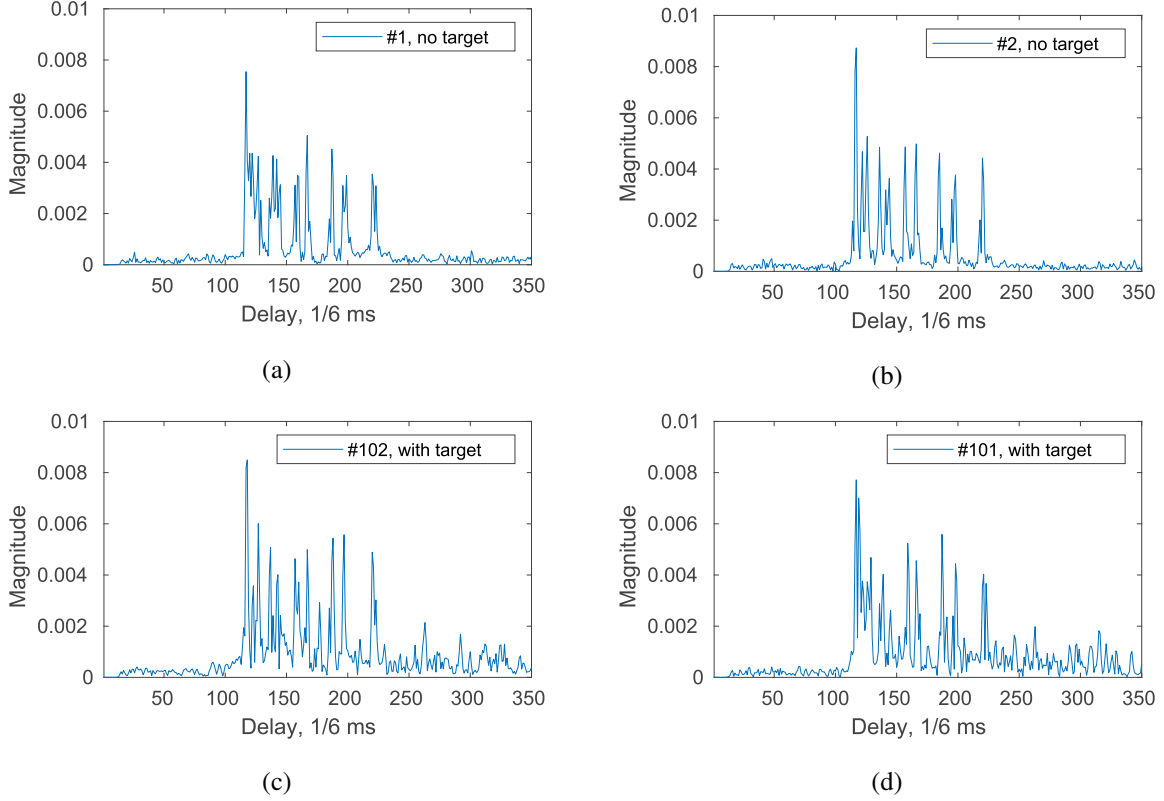 0.01
0.008
0.006
0.004
0.002
0
Magnitude
#1, no target
50 100 150 200 250 300 350
Delay, 1/6 ms
(a)
0.01
0.008
0.006
0.004
0.002
0
Magnitude
#2, no target
50 100 150 200 250 300 350
Delay, 1/6 ms
(b)
0.01
0.008
0.006
0.004
0.002
0
Magnitude
#102, with target
50 100 150 200 250 300 350
Delay, 1/6 ms
(c)
0.01
0.008
0.006
0.004
0.002
0
Magnitude
#101, with target
50 100 150 200 250 300 350
Delay, 1/6 ms
(d)